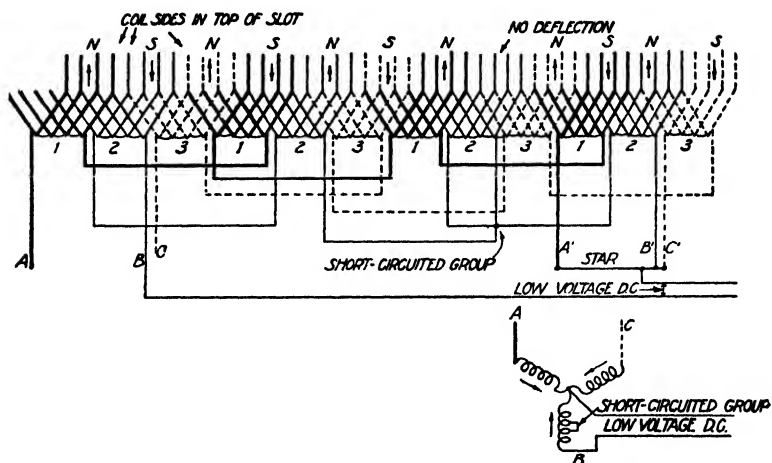 COIL SIDES IN TOP OF SLOT
NO DEFLECTION
N S N S N S N S N S N S
1 2 3 1 2 3 1 2 3 1 2 3
A B C A' B' C'
STAR
SHORT-CIRCUITED GROUP
LOW VOLTAGE D.C
A C
SHORT-CIRCUITED GROUP
LOW VOLTAGE D.C.
B